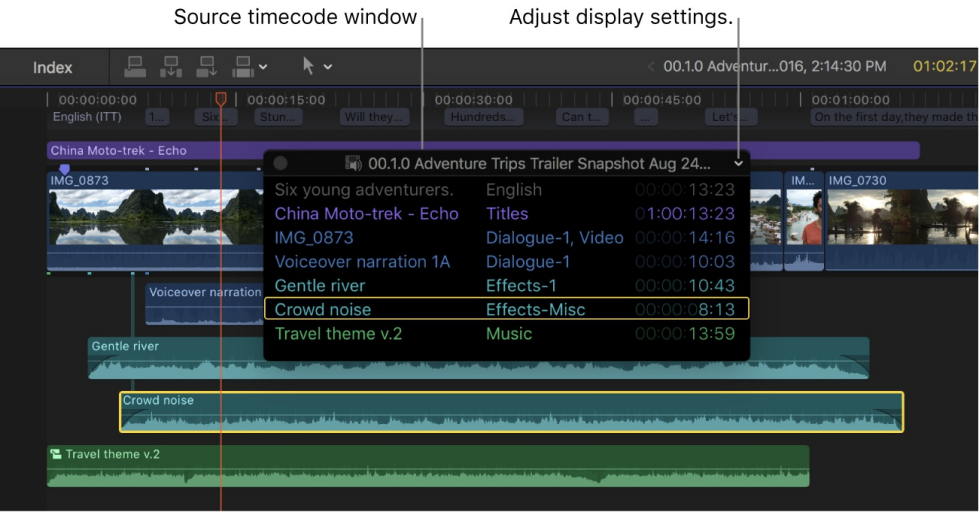 Source timecode window
Adjust display settings.
Index
00.1.0 Adventur...016, 2:14:30 PM
01:02:17
00:00:00:00
00:00:15:00
00:00:30:00
00:00:45:00
00:01:00:00
English (ITT)
1...
Six...
Stun...
Will they...
Hundreds...
Can t...
...
Let's...
On the first day,they made th
China Moto-trek - Echo
00.1.0 Adventure Trips Trailer Snapshot Aug 24...
IMG_0873
IM...
IMG_0730
Six young adventurers. English 00:00:13:23
China Moto-trek - Echo Titles 01:00:13:23
IMG_0873 Dialogue-1, Video 00:00:14:16
Voiceover narration 1A Dialogue-1 00:00:10:03
Gentle river Effects-1 00:00:10:43
Crowd noise Effects-Misc 00:00:08:13
Travel theme v.2 Music 00:00:13:59
Voiceover narration
Gentle river
Crowd noise
Travel theme v.2